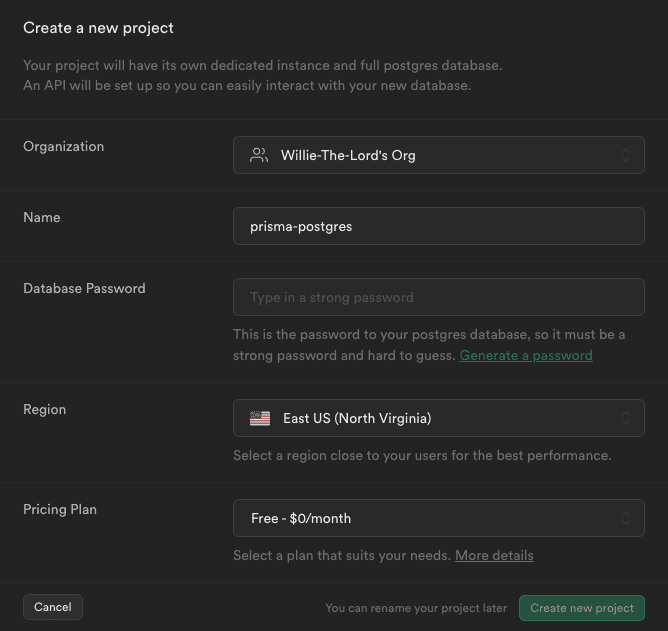 Create a new project
Your project will have its own dedicated instance and full postgres database.
An API will be set up so you can easily interact with your new database.
Organization
Willie-The-Lord's Org
Name
prisma-postgres
Database Password
Type in a strong password
This is the password to your postgres database, so it must be a
strong password and hard to guess. Generate a password
Region
East US (North Virginia)
Select a region close to your users for the best performance.
Pricing Plan
Free - $0/month
Select a plan that suits your needs. More details
Cancel
You can rename your project later
Create new project